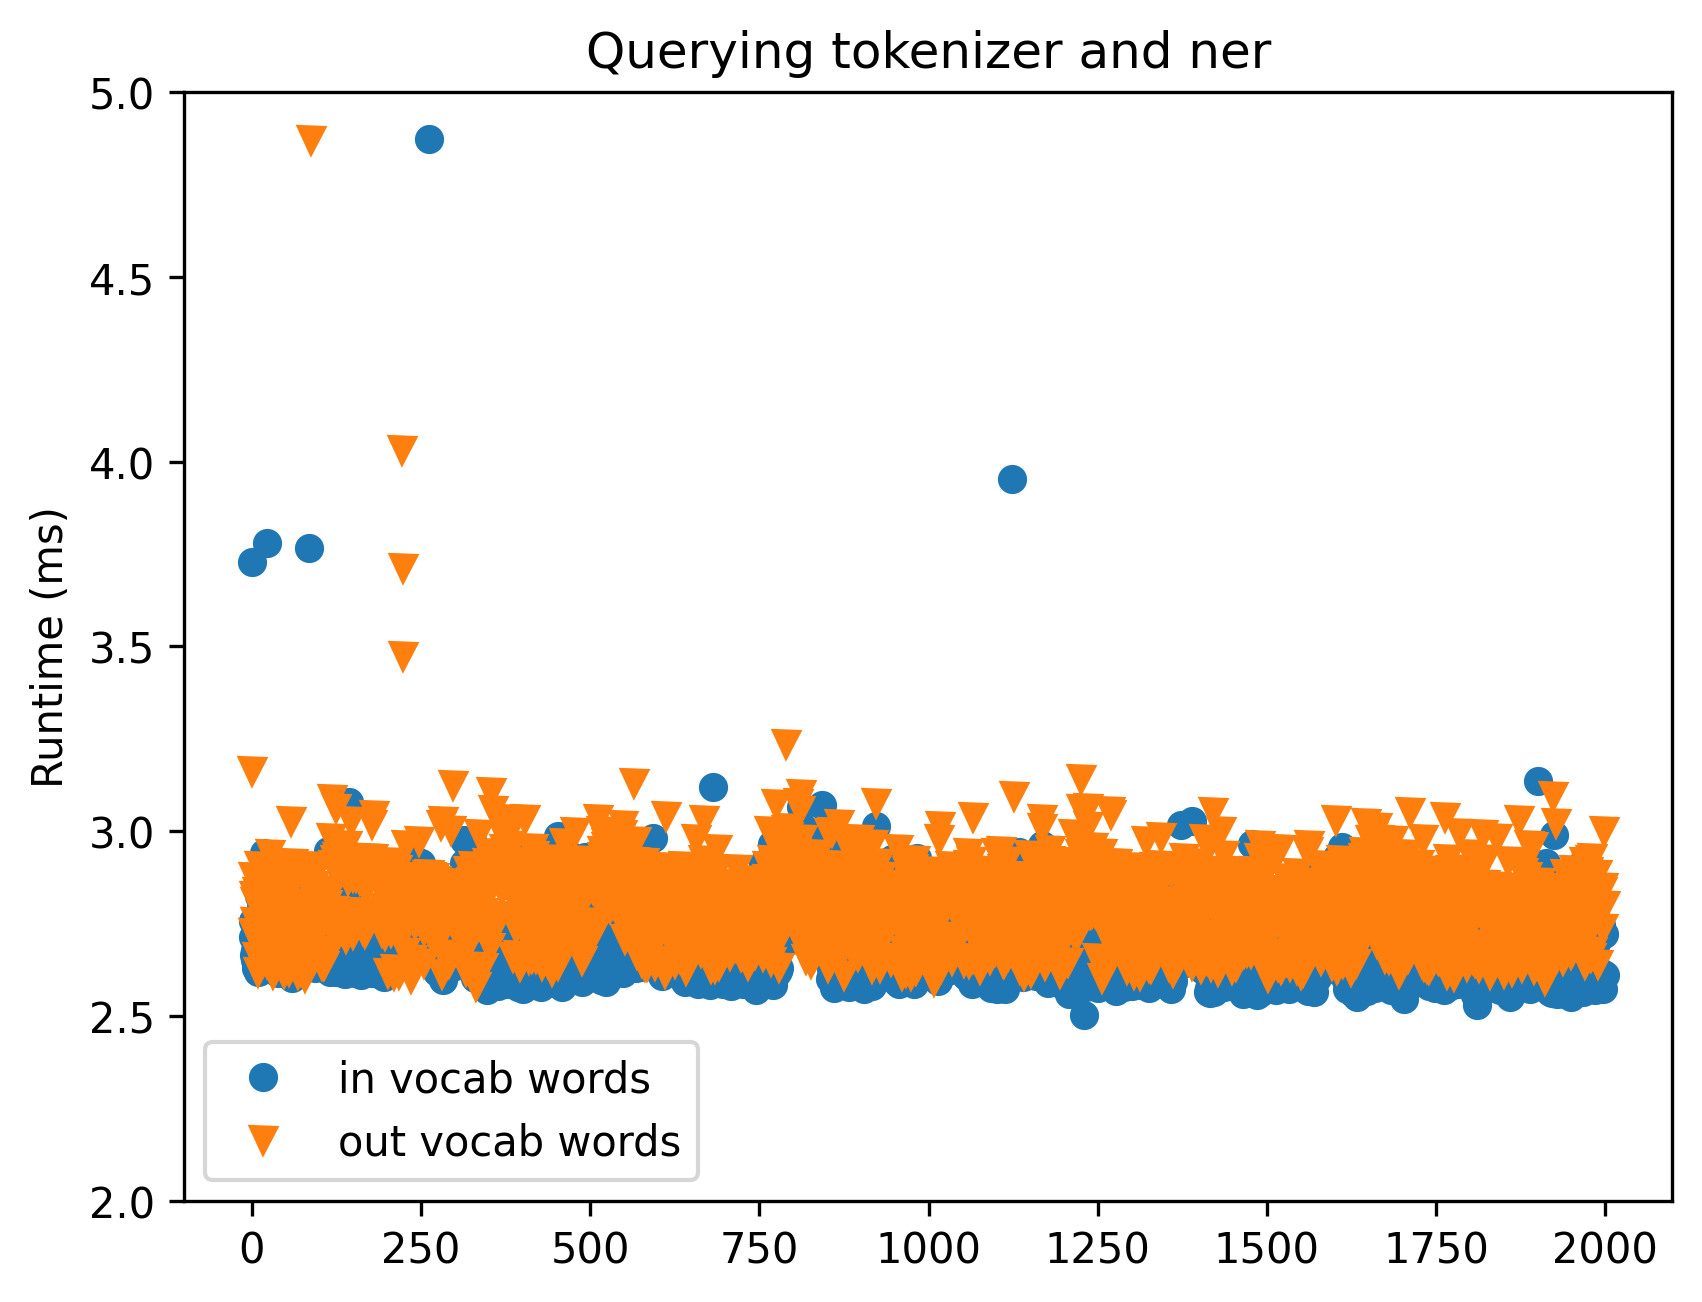 Querying tokenizer and ner
5.0
4.5
4.0
3.5
3.0
2.5
2.0
Runtime (ms)
in vocab words
out vocab words
0 250 500 750 1000 1250 1500 1750 2000